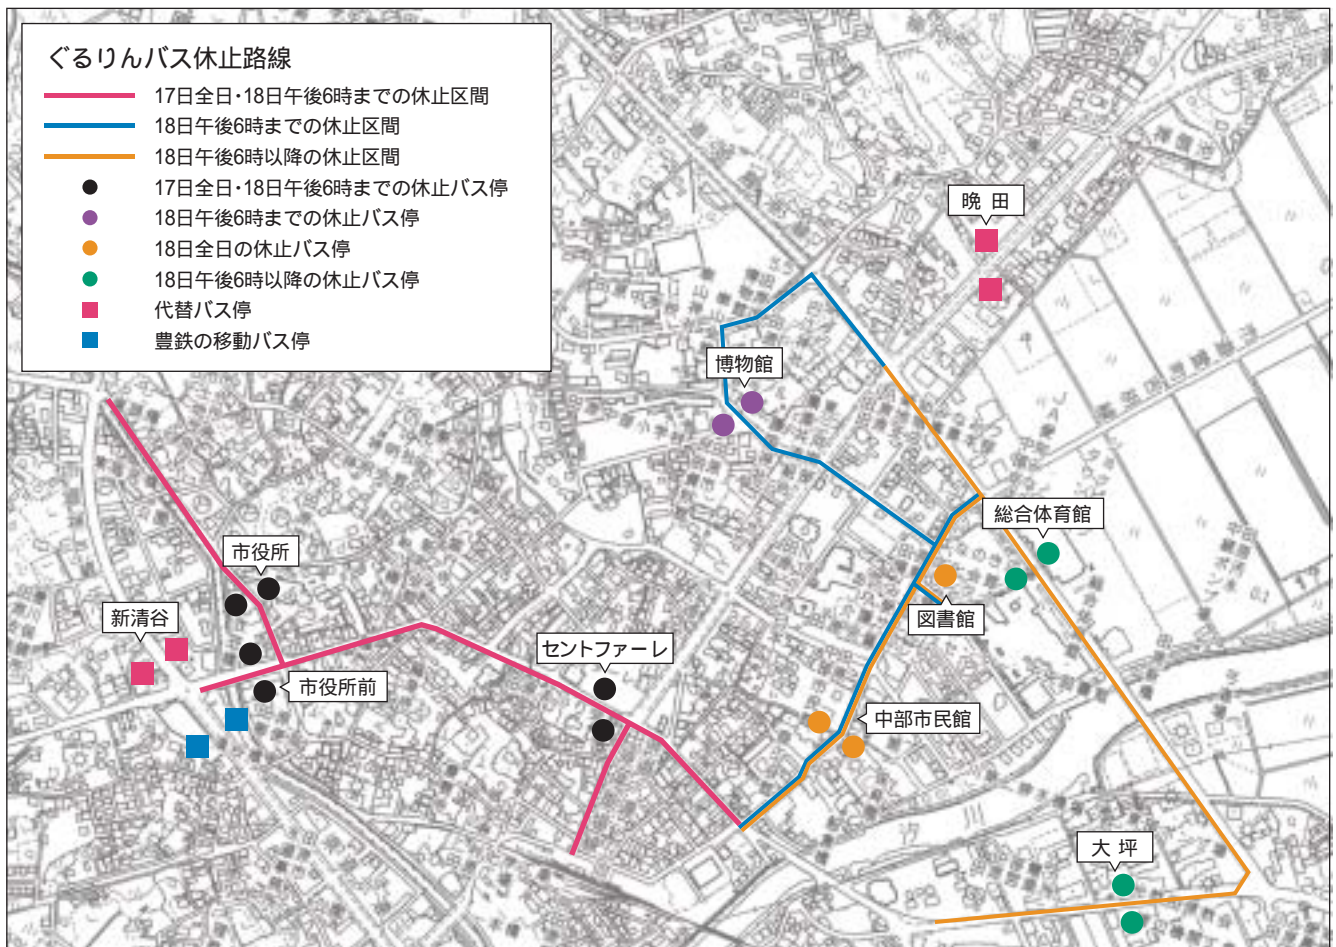 ぐるりんバス休止路線
17日全日・18日午後6時までの休止区間
18日午後6時までの休止区間
18日午後6時以降の休止区間
17日全日・18日午後6時までの休止バス停
18日午後6時までの休止バス停
18日全日の休止バス停
18日午後6時以降の休止バス停
代替バス停
豊鉄の移動バス停
晩田
博物館
総合体育館
市役所
新清谷
図書館
セントファーレ
市役所前
中部市民館
汐川
大坪